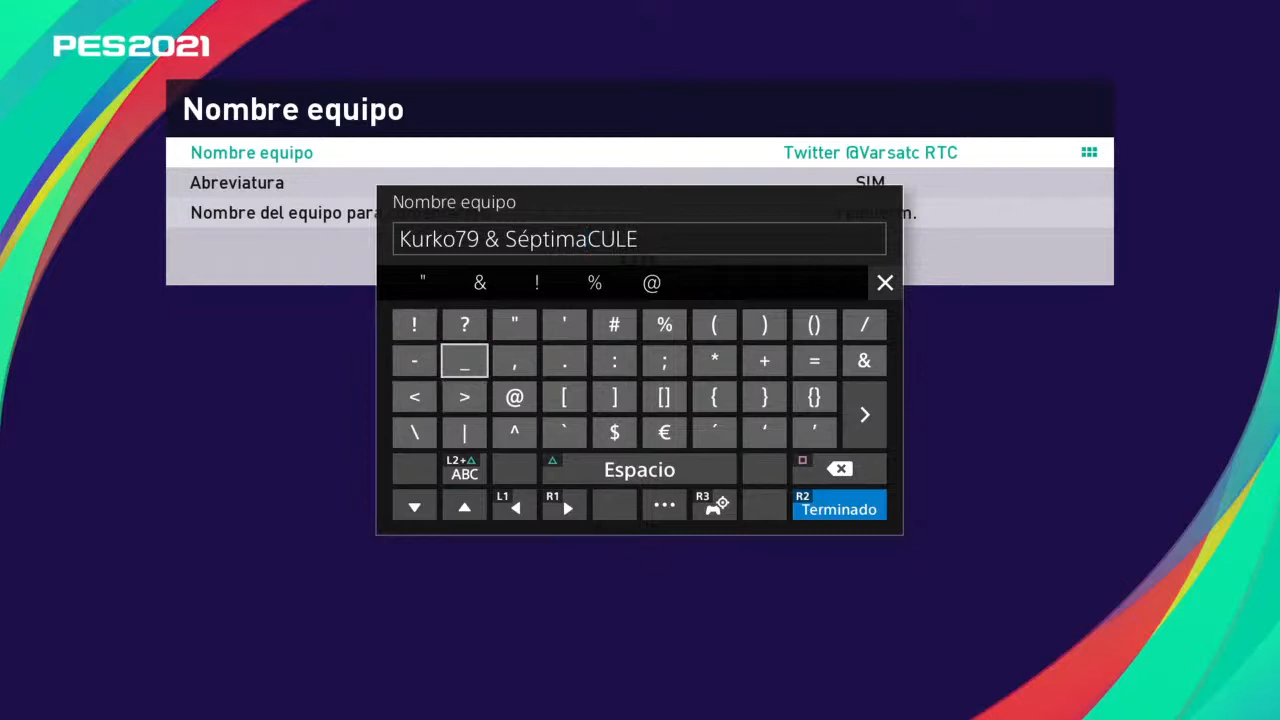 PES2021
Nombre equipo
Nombre equipo Twitter @Varsatc RTC
Abreviatura SIM
Nombre del equipo para
Nombre equipo
Kurko79 & SéptimaCULE
" & ! % @
! ? " ' # % ( ) () /
- _ , . : ; * + = &
< > @ [ ] [] { } {}
\ | ^ ` $ € ´ ‘ ’
L2+△ ABC △ Espacio
L1 R1 ... R3 R2 Terminado